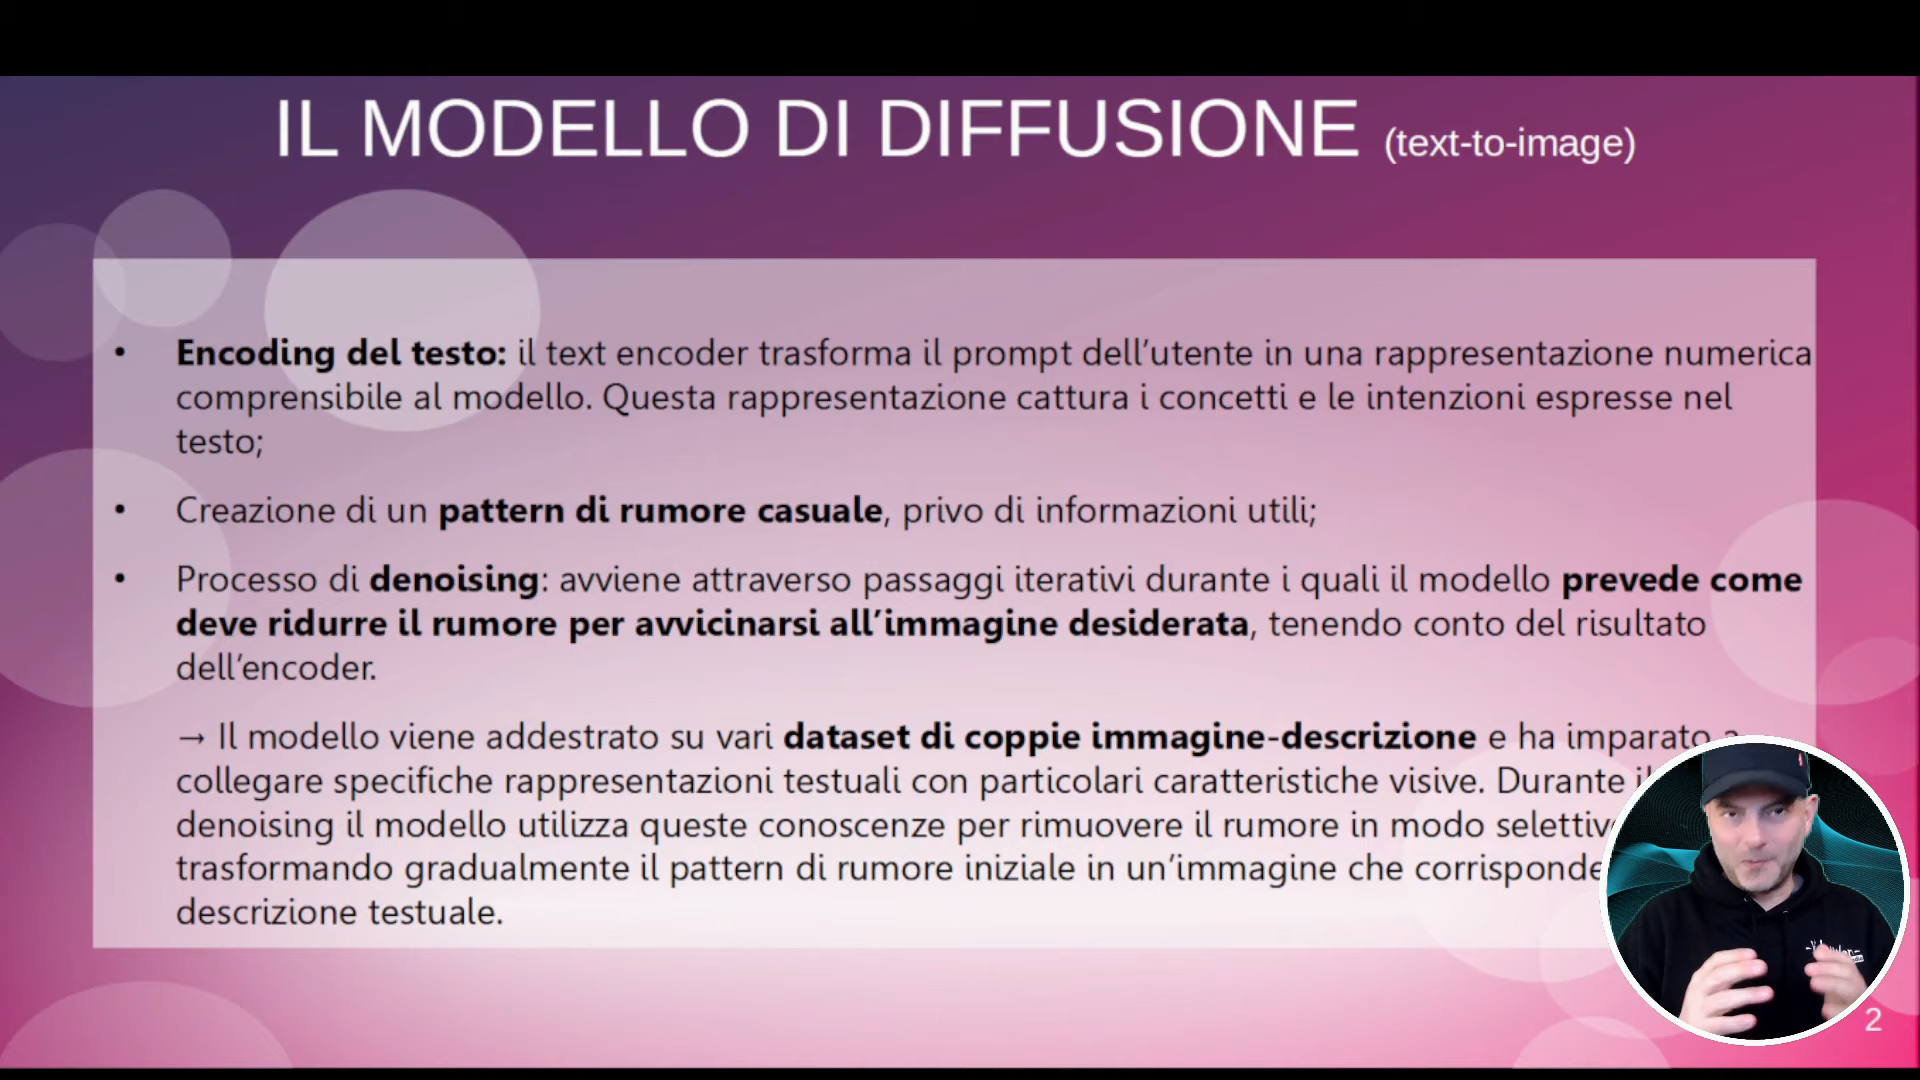 IL MODELLO DI DIFFUSIONE (text-to-image)
• Encoding del testo: il text encoder trasforma il prompt dell’utente in una rappresentazione numerica
comprensibile al modello. Questa rappresentazione cattura i concetti e le intenzioni espresse nel
testo;
• Creazione di un pattern di rumore casuale, privo di informazioni utili;
• Processo di denoising: avviene attraverso passaggi iterativi durante i quali il modello prevede come
deve ridurre il rumore per avvicinarsi all’immagine desiderata, tenendo conto del risultato
dell’encoder.
→ Il modello viene addestrato su vari dataset di coppie immagine-descrizione e ha imparato a
collegare specifiche rappresentazioni testuali con particolari caratteristiche visive. Durante il
denoising il modello utilizza queste conoscenze per rimuovere il rumore in modo
trasformando gradualmente il pattern di rumore iniziale in un’immagine che corrisponde
descrizione testuale.
2